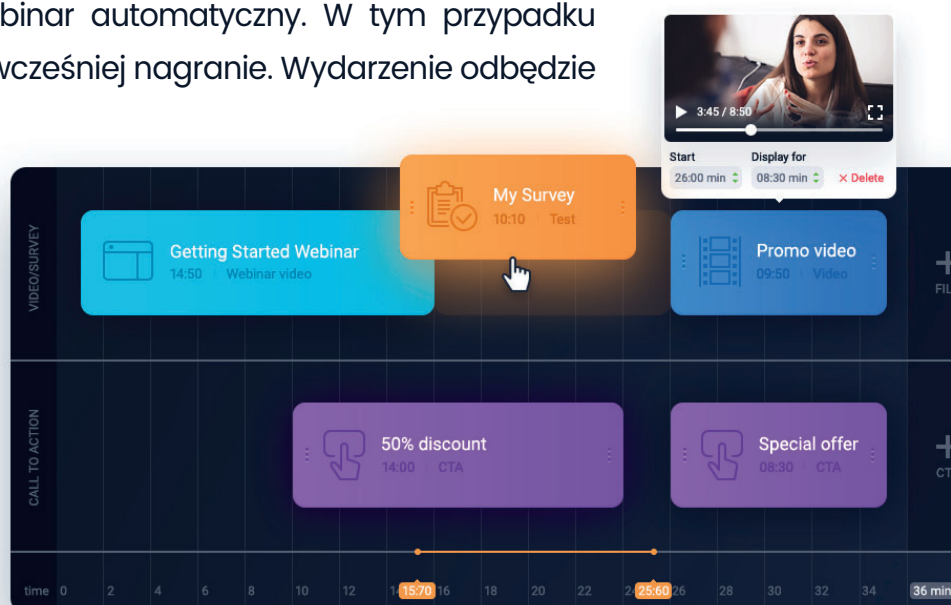 binar automatyczny. W tym przypadku
wcześniej nagranie. Wydarzenie odbędzie
3:45 / 8:50
Start
Display for
26:00 min
08:30 min
× Delete
VIDEO/SURVEY
Getting Started Webinar
14:50 | Webinar video
My Survey
10:10 | Test
Promo video
09:50 | Video
+
FIL
CALL TO ACTION
50% discount
14:00 | CTA
Special offer
08:30 | CTA
+
CT
time 0 2 4 6 8 10 12 15:70 16 18 20 22 25:60 26 28 30 32 34 36 min